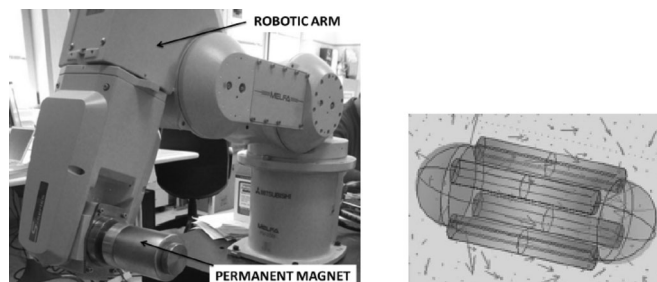 ROBOTIC ARM
MELFA
MITSUBISHI
MELFA
PERMANENT MAGNET